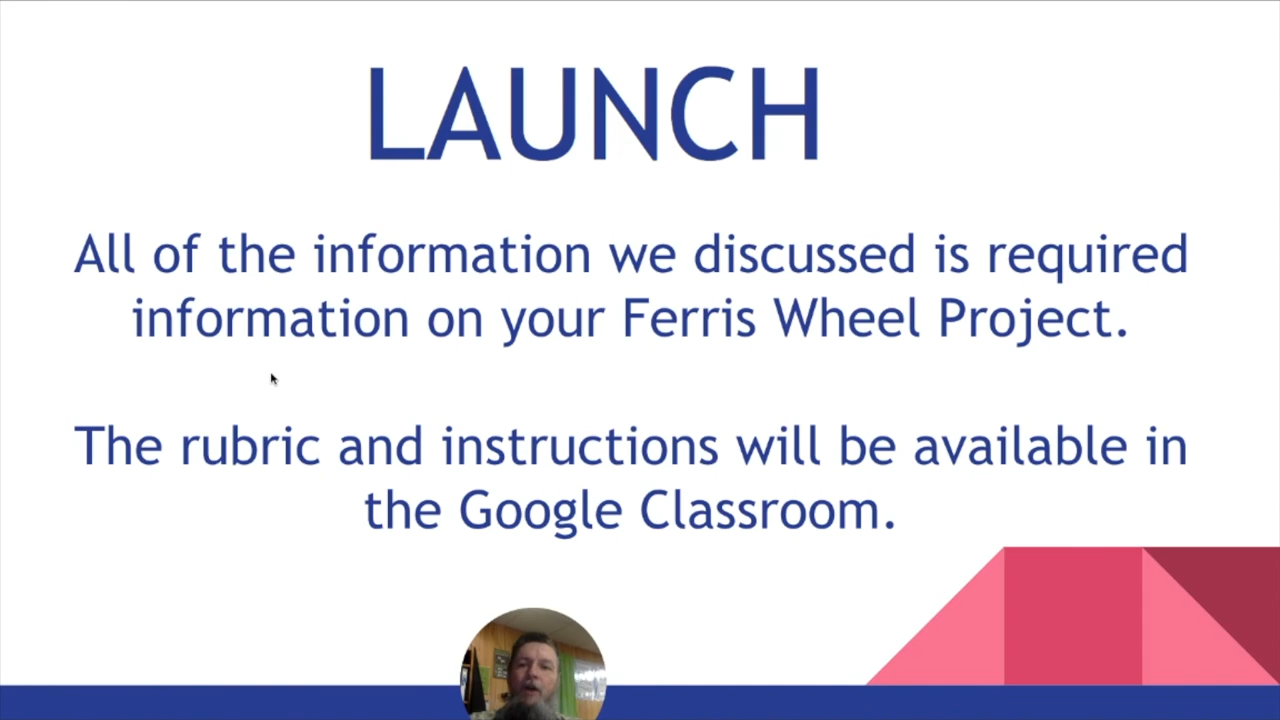 LAUNCH
All of the information we discussed is required
information on your Ferris Wheel Project.
The rubric and instructions will be available in
the Google Classroom.